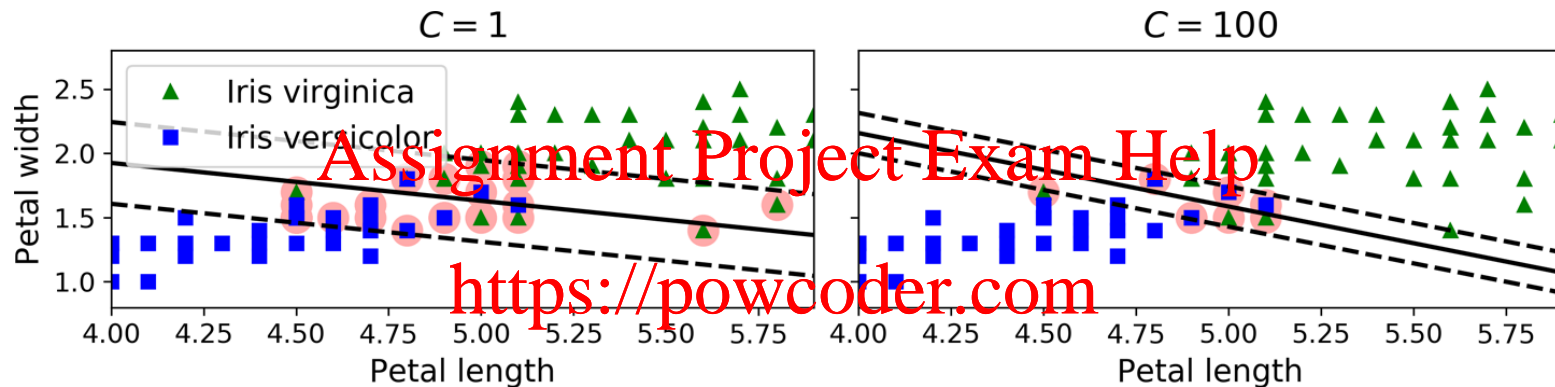 C = 1
C = 100
Petal width
2.5
2.0
1.5
1.0
Iris virginica
Iris versicolor
Assignment Project Exam Help
https://powcoder.com
4.00 4.25 4.50 4.75 5.00 5.25 5.50 5.75
4.00 4.25 4.50 4.75 5.00 5.25 5.50 5.75
Petal length
Petal length